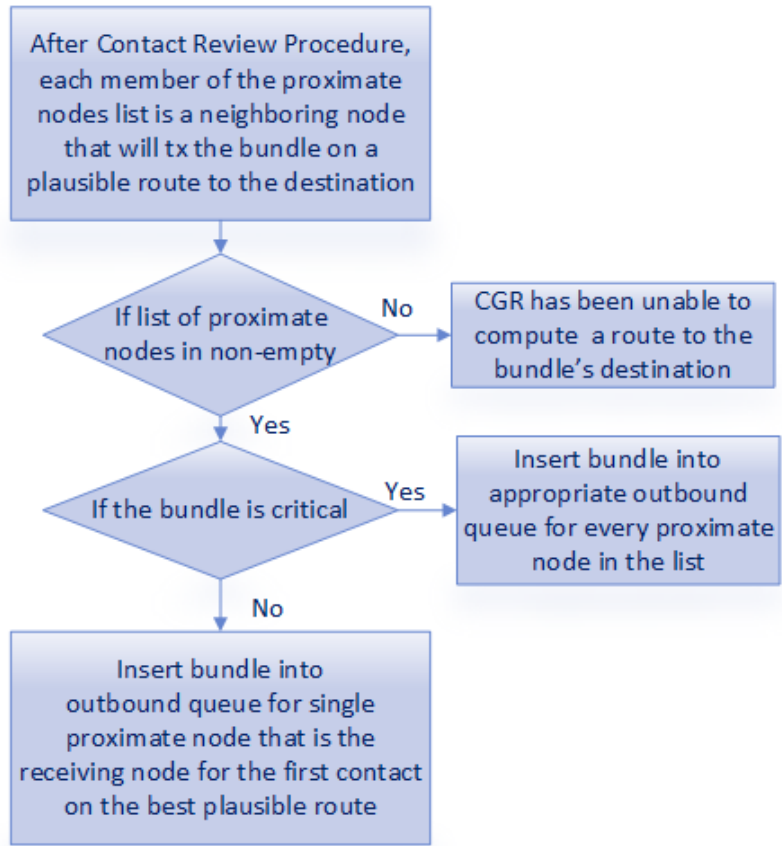 After Contact Review Procedure,
each member of the proximate
nodes list is a neighboring node
that will tx the bundle on a
plausible route to the destination
If list of proximate
nodes in non-empty
No
CGR has been unable to
compute a route to the
bundle's destination
Yes
If the bundle is critical
Yes
Insert bundle into
appropriate outbound
queue for every proximate
node in the list
No
Insert bundle into
outbound queue for single
proximate node that is the
receiving node for the first contact
on the best plausible route